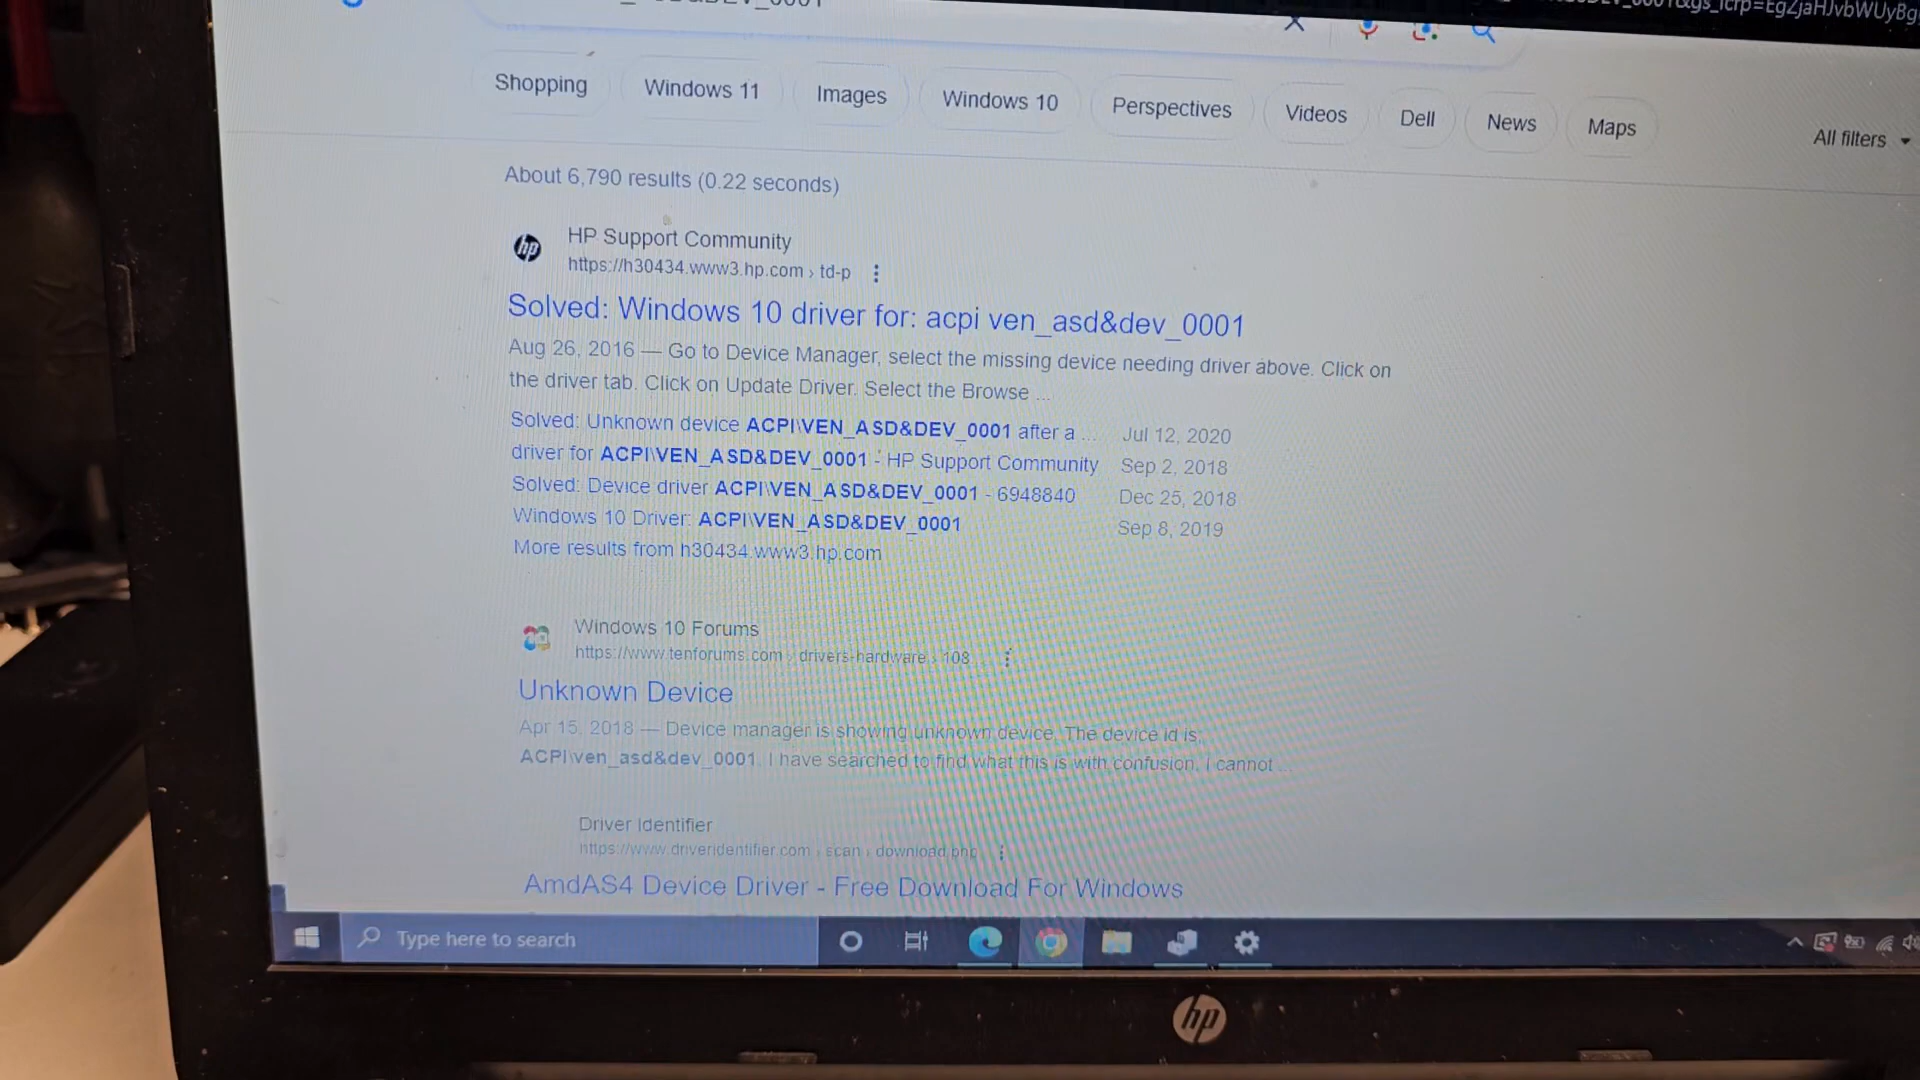 Shopping Windows 11 Images Windows 10 Perspectives Videos Dell News Maps All filters
About 6,790 results (0.22 seconds)
hp
HP Support Community
https://h30434.www3.hp.com › td-p
Solved: Windows 10 driver for: acpi ven_asd&dev_0001
Aug 26, 2016 — Go to Device Manager, select the missing device needing driver above. Click on
the driver tab. Click on Update Driver. Select the Browse ...
Solved: Unknown device ACPI\VEN_ASD&DEV_0001 after a ... Jul 12, 2020
driver for ACPI\VEN_ASD&DEV_0001 - HP Support Community Sep 2, 2018
Solved: Device driver ACPI\VEN_ASD&DEV_0001 - 6948840 Dec 25, 2018
Windows 10 Driver: ACPI\VEN_ASD&DEV_0001 Sep 8, 2019
More results from h30434.www3.hp.com
Windows 10 Forums
https://www.tenforums.com › drivers-hardware › 108...
Unknown Device
Apr 15, 2018 — Device manager is showing unknown device. The device id is,
ACPI\ven_asd&dev_0001. I have searched to find what this is with confusion. I cannot ...
Driver Identifier
https://www.driveridentifier.com › scan › download.php
AmdAS4 Device Driver - Free Download For Windows
Type here to search
hp